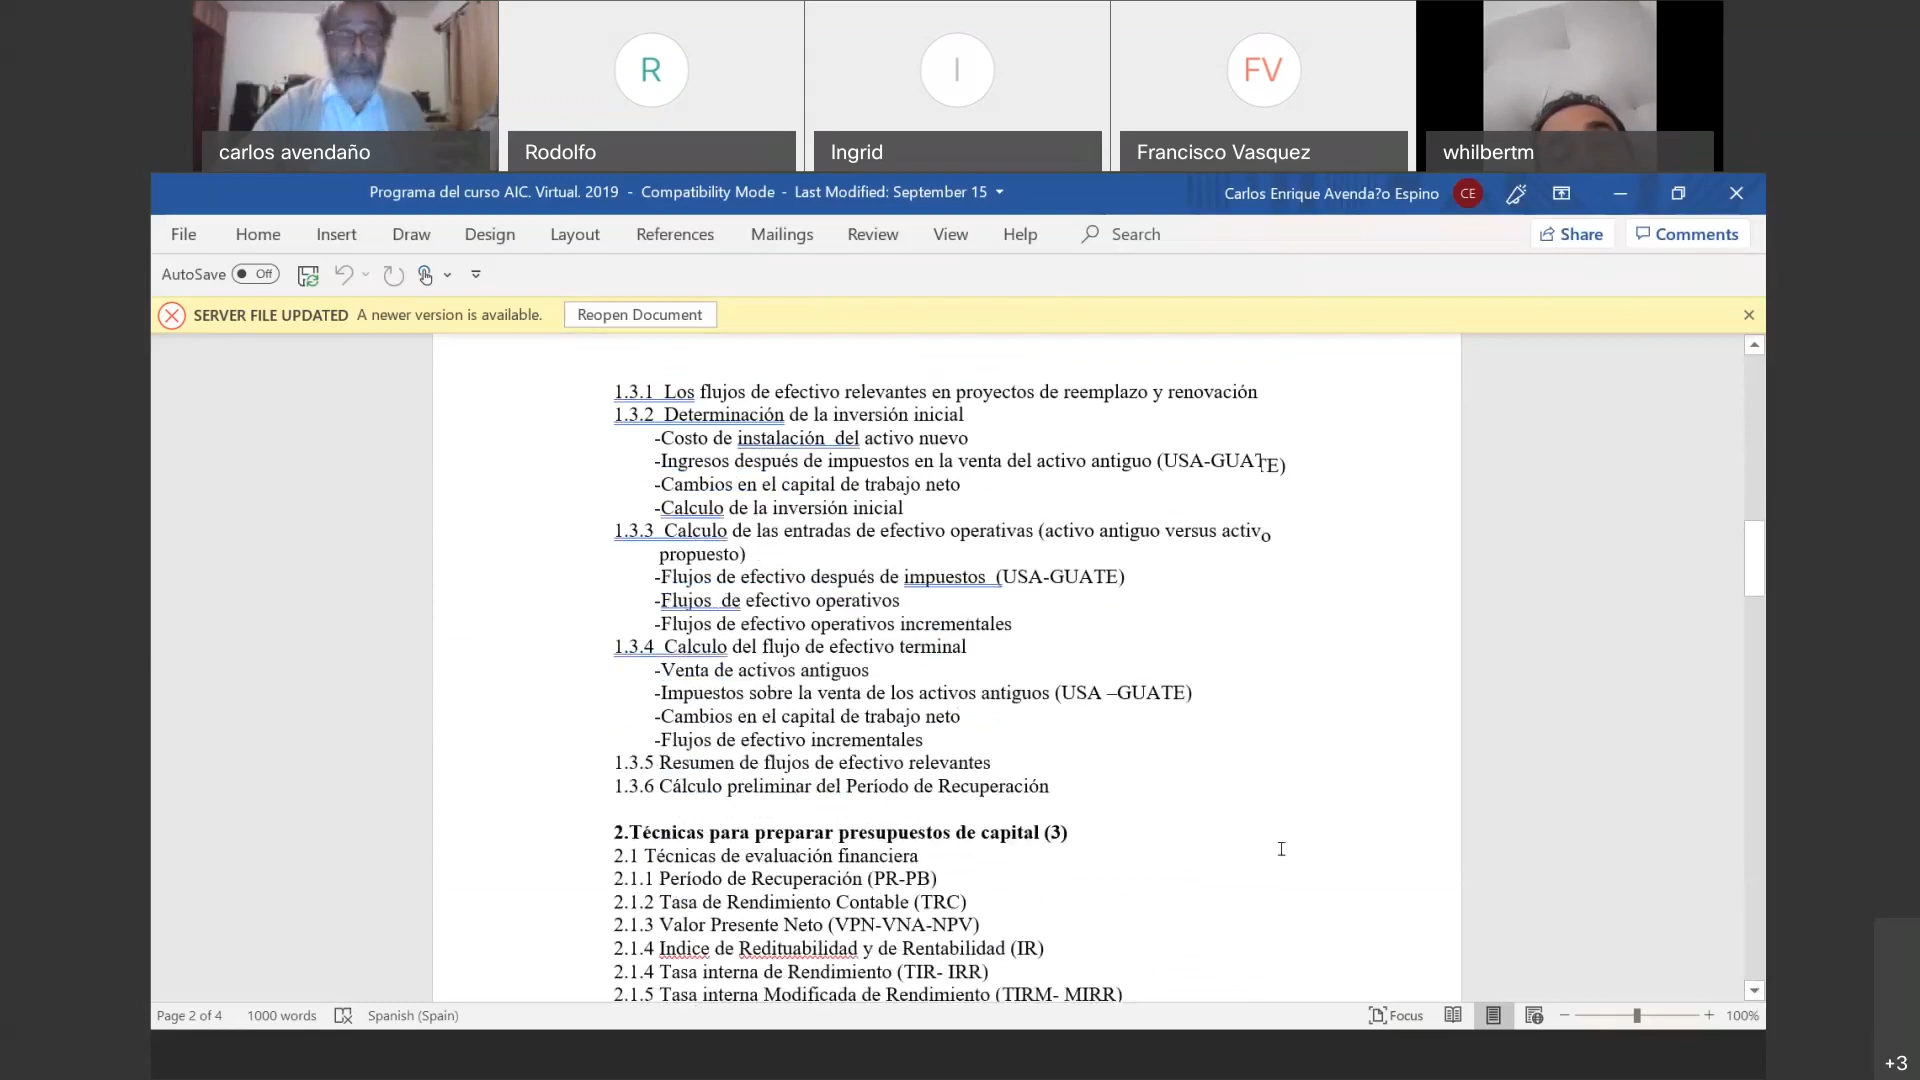 R
I
FV
carlos avendaño
Rodolfo
Ingrid
Francisco Vasquez
whilbertm
Programa del curso AIC. Virtual. 2019 - Compatibility Mode - Last Modified: September 15
Carlos Enrique Avenda?o Espino
CE
File Home Insert Draw Design Layout References Mailings Review View Help Search
Share
Comments
AutoSave Off
SERVER FILE UPDATED A newer version is available.
Reopen Document
1.3.1 Los flujos de efectivo relevantes en proyectos de reemplazo y renovación
1.3.2 Determinación de la inversión inicial
-Costo de instalación del activo nuevo
-Ingresos después de impuestos en la venta del activo antiguo (USA-GUATE)
-Cambios en el capital de trabajo neto
-Calculo de la inversión inicial
1.3.3 Calculo de las entradas de efectivo operativas (activo antiguo versus activo
propuesto)
-Flujos de efectivo después de impuestos (USA-GUATE)
-Flujos de efectivo operativos
-Flujos de efectivo operativos incrementales
1.3.4 Calculo del flujo de efectivo terminal
-Venta de activos antiguos
-Impuestos sobre la venta de los activos antiguos (USA –GUATE)
-Cambios en el capital de trabajo neto
-Flujos de efectivo incrementales
1.3.5 Resumen de flujos de efectivo relevantes
1.3.6 Cálculo preliminar del Período de Recuperación
2.Técnicas para preparar presupuestos de capital (3)
2.1 Técnicas de evaluación financiera
2.1.1 Período de Recuperación (PR-PB)
2.1.2 Tasa de Rendimiento Contable (TRC)
2.1.3 Valor Presente Neto (VPN-VNA-NPV)
2.1.4 Indice de Redituabilidad y de Rentabilidad (IR)
2.1.4 Tasa interna de Rendimiento (TIR- IRR)
2.1.5 Tasa interna Modificada de Rendimiento (TIRM- MIRR)
Page 2 of 4
1000 words
Spanish (Spain)
Focus
100%
+3